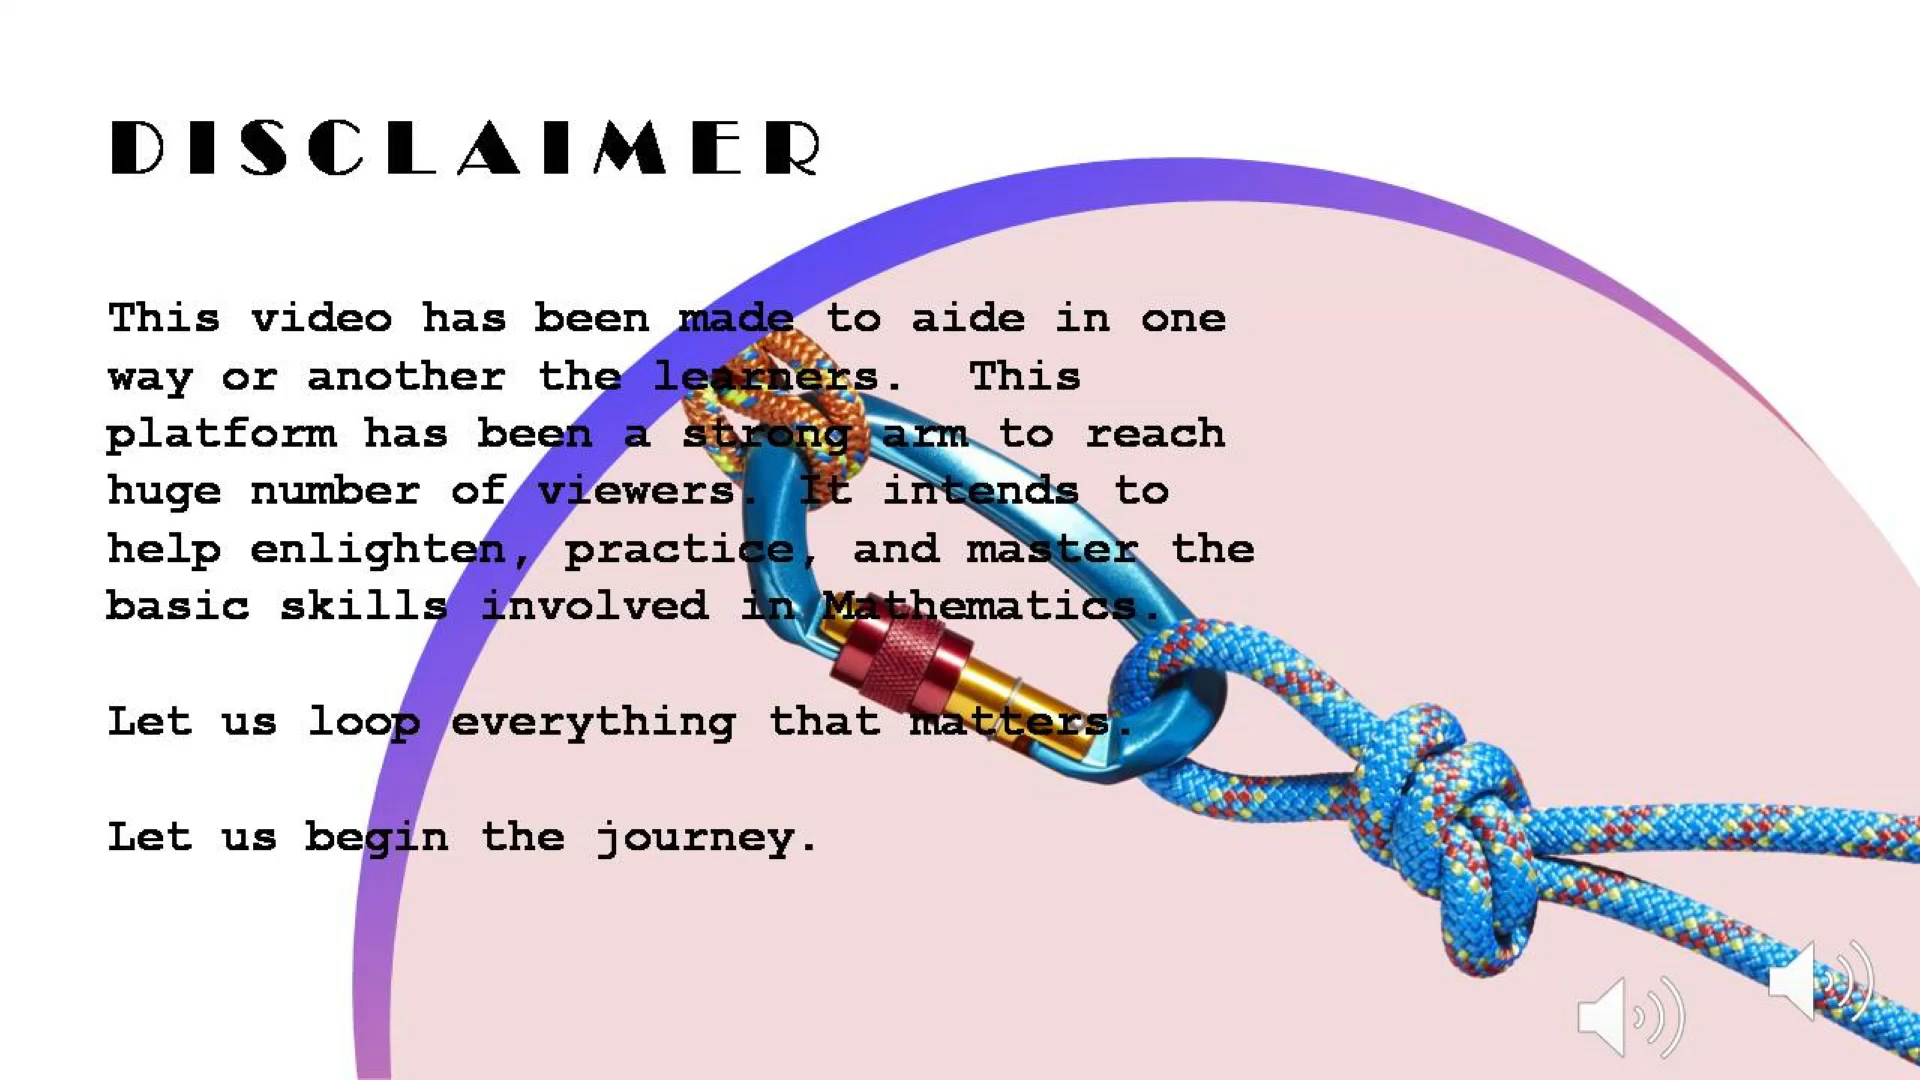 DISCLAIMER
This video has been made to aide in one
way or another the learners.  This
platform has been a strong arm to reach
huge number of viewers. It intends to
help enlighten, practice, and master the
basic skills involved in Mathematics.
Let us loop everything that matters.
Let us begin the journey.